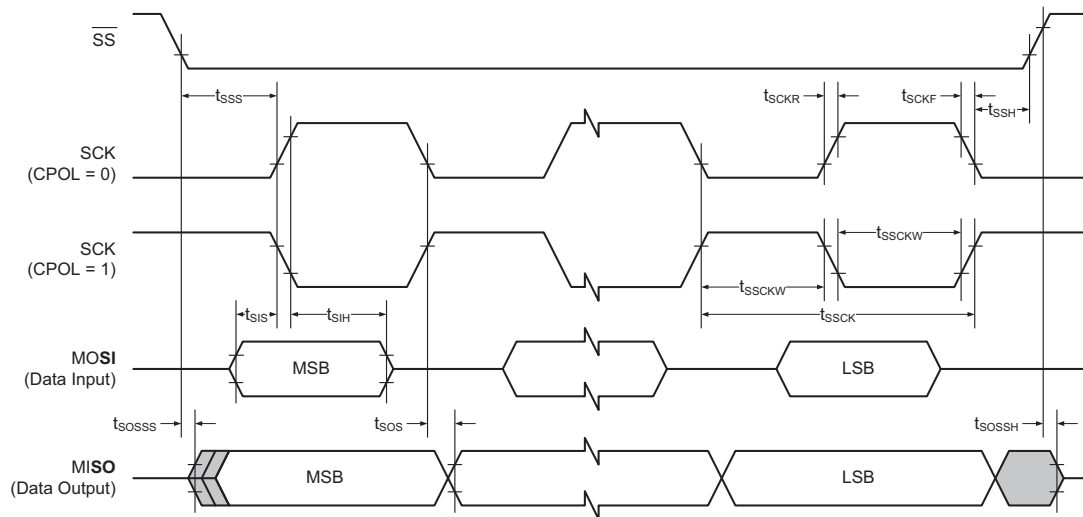 SS
tSSS
tSCKR
tSCKF
tSSH
SCK
(CPOL = 0)
SCK
(CPOL = 1)
tSSCKW
tSSCKW
tSSCK
tSIS
tSIH
MOSI
(Data Input)
MSB
LSB
tSOSSS
tSOS
tSOSSH
MISO
(Data Output)
MSB
LSB